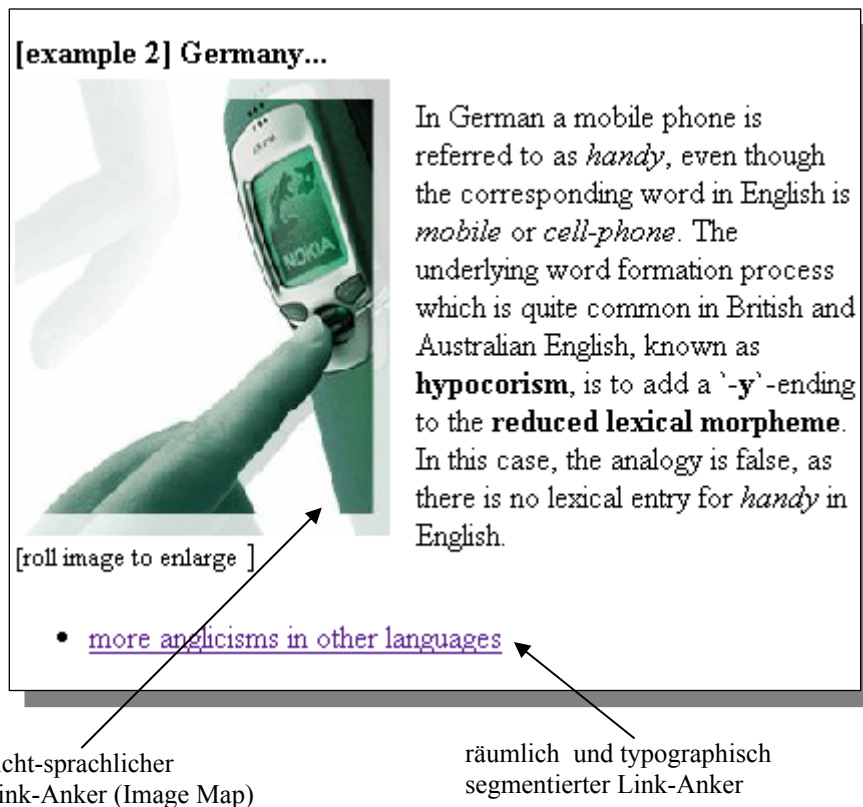 [example 2] Germany...
NOKIA
In German a mobile phone is
referred to as handy, even though
the corresponding word in English is
mobile or cell-phone. The
underlying word formation process
which is quite common in British and
Australian English, known as
hypocorism, is to add a `-y`-ending
to the reduced lexical morpheme.
In this case, the analogy is false, as
there is no lexical entry for handy in
English.
[roll image to enlarge ]
• more anglicisms in other languages
icht-sprachlicher
ink-Anker (Image Map)
räumlich und typographisch
segmentierter Link-Anker